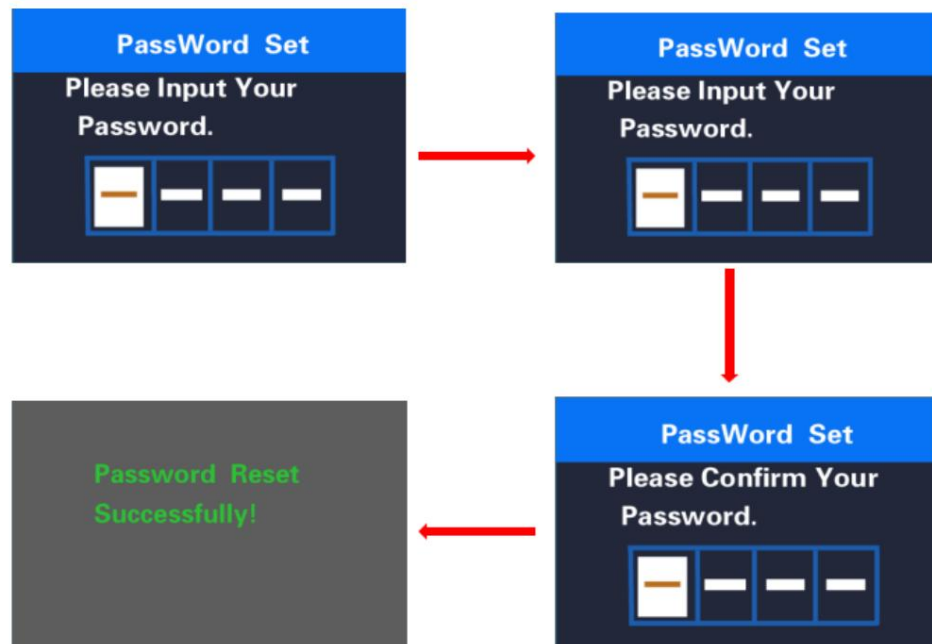 PassWord Set
Please Input Your
Password.
PassWord Set
Please Input Your
Password.
PassWord Set
Please Confirm Your
Password.
Password Reset
Successfully!